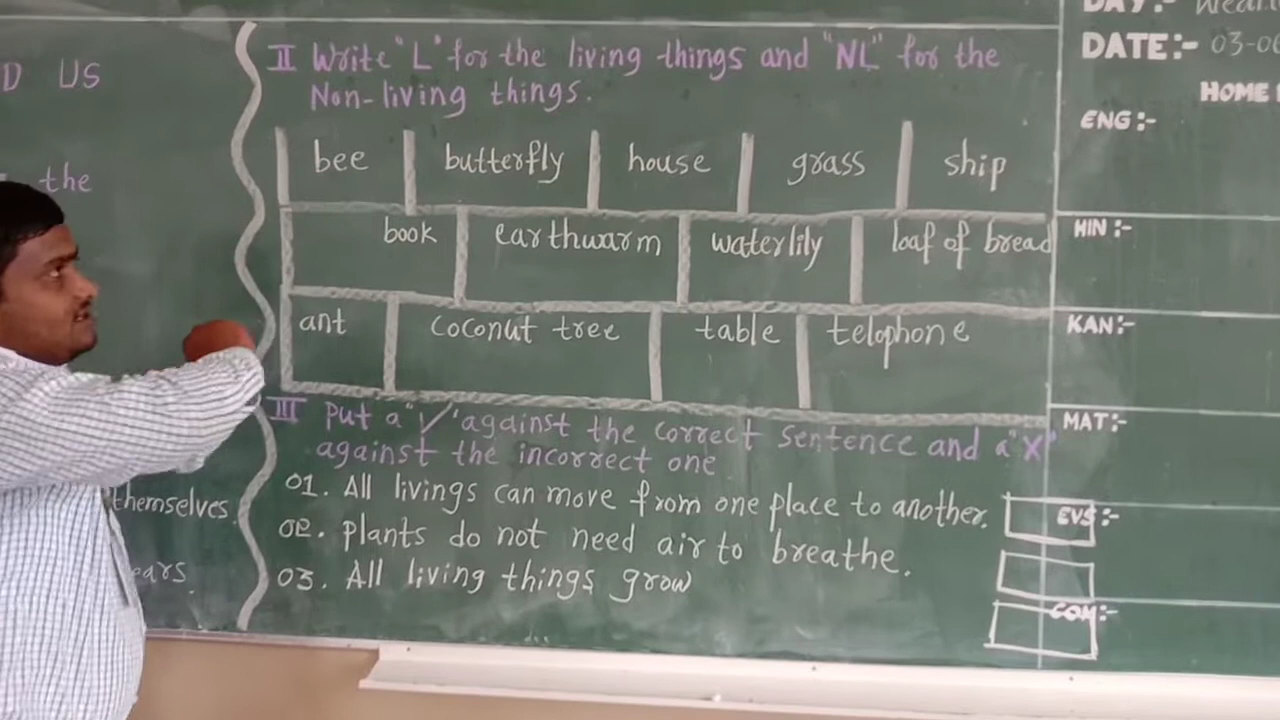 D US
the
themselves.
ears.
II Write "L" for the living things and "NL" for the
Non-living things.
bee butterfly house grass ship
book earthwarm waterlily loaf of bread
ant coconut tree table telophone
III Put a "✓" against the correct sentence and a "X"
against the incorrect one
01. All livings can move from one place to another.
02. plants do not need air to breathe.
03. All living things grow
DAY:-
DATE:- 03-0
HOME
ENG:-
HIN:-
KAN:-
MAT:-
EVS:-
COM:-